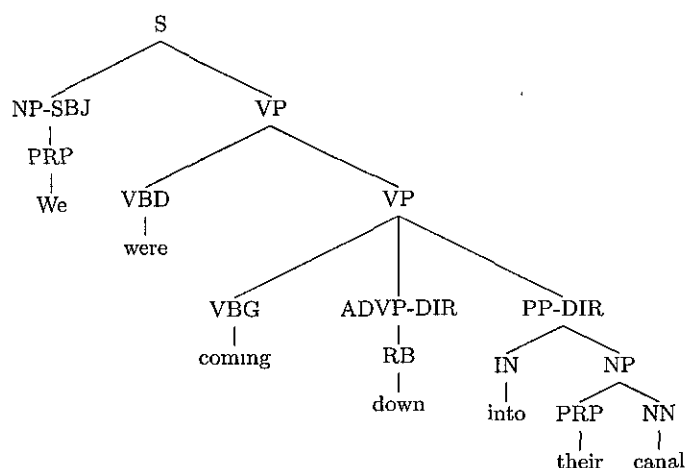 S
NP-SBJ VP
PRP
We VBD VP
were
VBG ADVP-DIR PP-DIR
coming RB IN NP
down into PRP NN
their canal